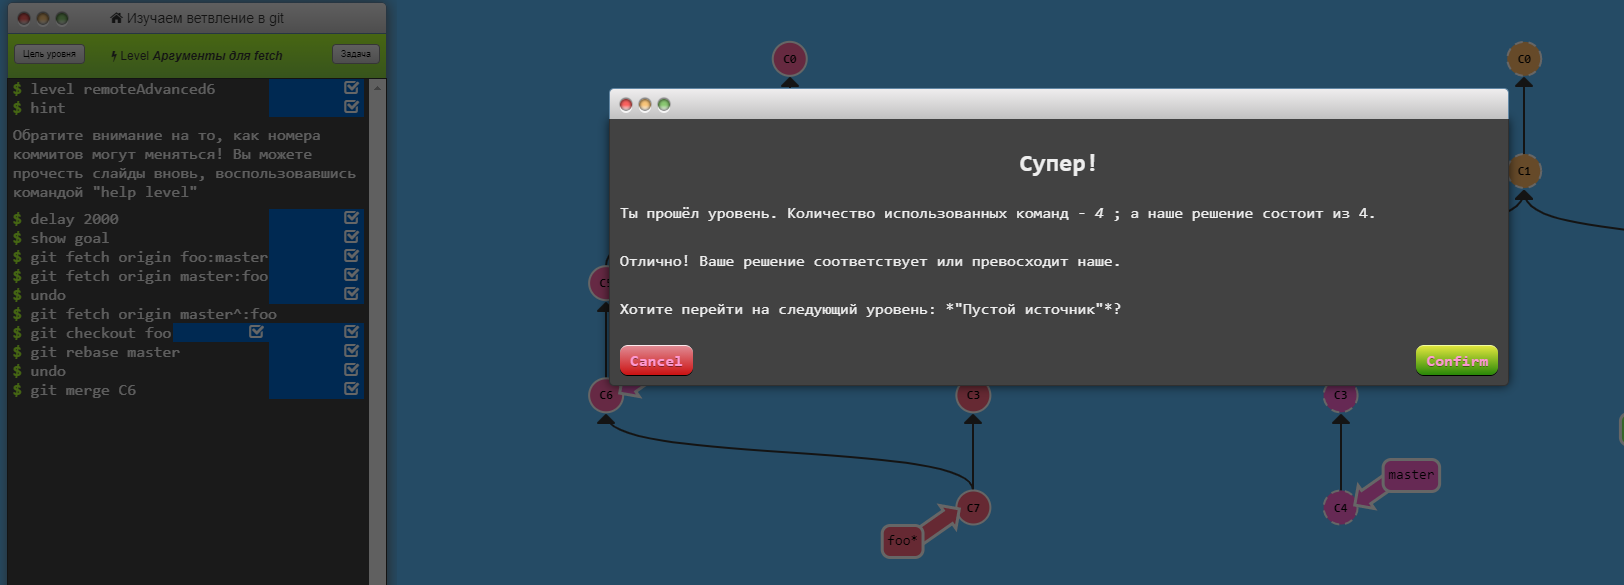 Изучаем ветвление в git
Цель уровня
Level Аргументы для fetch
Задача
$ level remoteAdvanced6
$ hint
Обратите внимание на то, как номера
коммитов могут меняться! Вы можете
прочесть слайды вновь, воспользовавшись
командой "help level"
$ delay 2000
$ show goal
$ git fetch origin foo:master
$ git fetch origin master:foo
$ undo
$ git fetch origin master^:foo
$ git checkout foo
$ git rebase master
$ undo
$ git merge C6
C0
C0
C1
Супер!
Ты прошёл уровень. Количество использованных команд - 4 ; а наше решение состоит из 4.
Отлично! Ваше решение соответствует или превосходит наше.
Хотите перейти на следующий уровень: *"Пустой источник"*?
Cancel
Confirm
C6
C3
C3
master
C7
C4
foo*